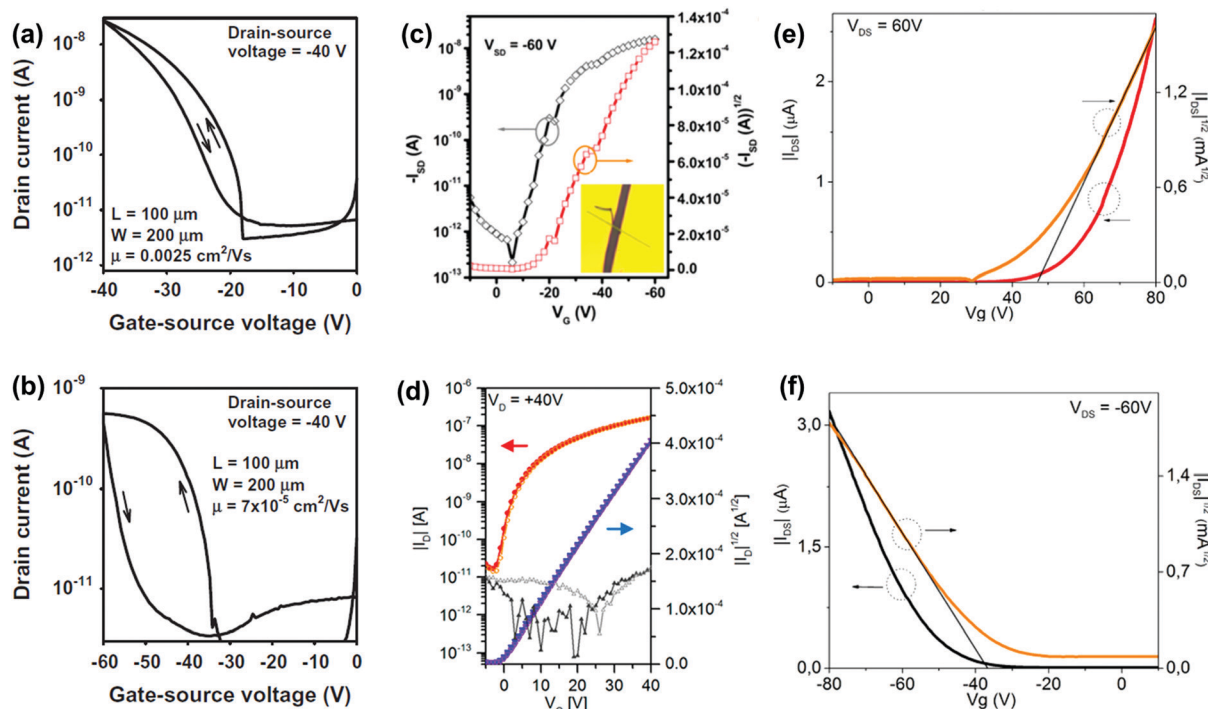 (a)
Drain current (A)
10⁻⁸
10⁻⁹
10⁻¹⁰
10⁻¹¹
10⁻¹²
Drain-source
voltage = -40 V
L = 100 µm
W = 200 µm
µ = 0.0025 cm²/Vs
-40 -30 -20 -10 0
Gate-source voltage (V)
(b)
Drain current (A)
10⁻⁹
10⁻¹⁰
10⁻¹¹
Drain-source
voltage = -40 V
L = 100 µm
W = 200 µm
µ = 7x10⁻⁵ cm²/Vs
-60 -50 -40 -30 -20 -10 0
Gate-source voltage (V)
(c)
-I_SD (A)
10⁻⁸
10⁻⁹
10⁻¹⁰
10⁻¹¹
10⁻¹²
10⁻¹³
V_SD = -60 V
1.4x10⁻⁴
1.2x10⁻⁴
1.0x10⁻⁴
8.0x10⁻⁵
6.0x10⁻⁵
4.0x10⁻⁵
2.0x10⁻⁵
0.0
(-I_SD (A))^1/2
0 -20 -40 -60
V_G (V)
(d)
||I_D| [A]
10⁻⁶
10⁻⁷
10⁻⁸
10⁻⁹
10⁻¹⁰
10⁻¹¹
10⁻¹²
10⁻¹³
V_D = +40V
5.0x10⁻⁴
4.0x10⁻⁴
3.0x10⁻⁴
2.0x10⁻⁴
1.0x10⁻⁴
0.0
||I_D|^1/2 [A^1/2]
0 10 20 30 40
[V]
(e)
||I_DS| (µA)
2
1
0
V_DS = 60V
1,2
0,6
0,0
||I_DS|^1/2 (mA^1/2)
0 20 40 60 80
Vg (V)
(f)
||I_DS| (µA)
3,0
1,5
0,0
V_DS = -60V
1,4
0,7
0,0
||I_DS|^1/2 (mA^1/2)
-80 -60 -40 -20 0
Vg (V)